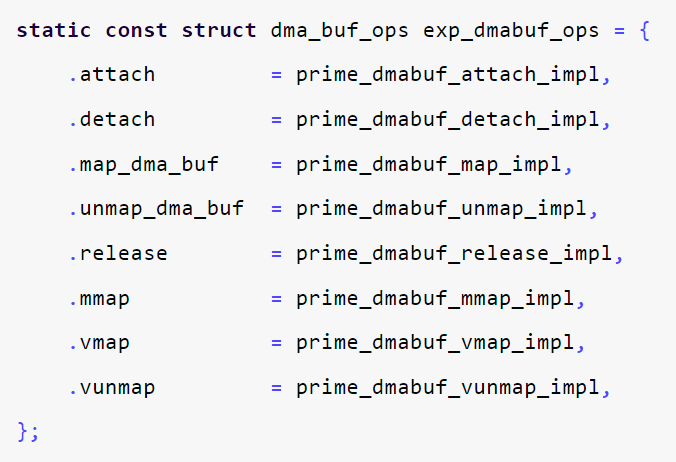 static const struct dma_buf_ops exp_dmabuf_ops = {
    .attach         = prime_dmabuf_attach_impl,
    .detach         = prime_dmabuf_detach_impl,
    .map_dma_buf    = prime_dmabuf_map_impl,
    .unmap_dma_buf  = prime_dmabuf_unmap_impl,
    .release        = prime_dmabuf_release_impl,
    .mmap           = prime_dmabuf_mmap_impl,
    .vmap           = prime_dmabuf_vmap_impl,
    .vunmap         = prime_dmabuf_vunmap_impl,
};